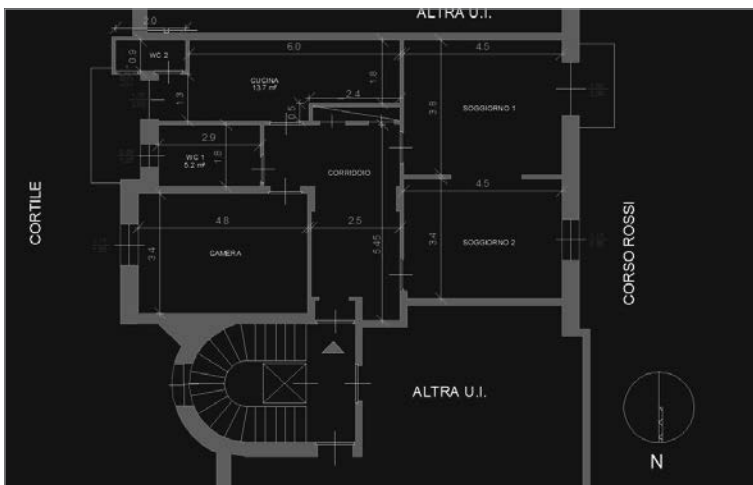 ALTRA U.I.
2.0
6.0
4.5
0.9
WC 2
1.8
CUCINA
13.7 m²
2.4
1.3
0.5
3.8
SOGGIORNO 1
2.9
1.8
WC 1
5.2 m²
CORRIDOIO
4.5
4.8
2.5
CORTILE
3.4
CAMERA
5.45
3.4
SOGGIORNO 2
CORSO ROSSI
ALTRA U.I.
N